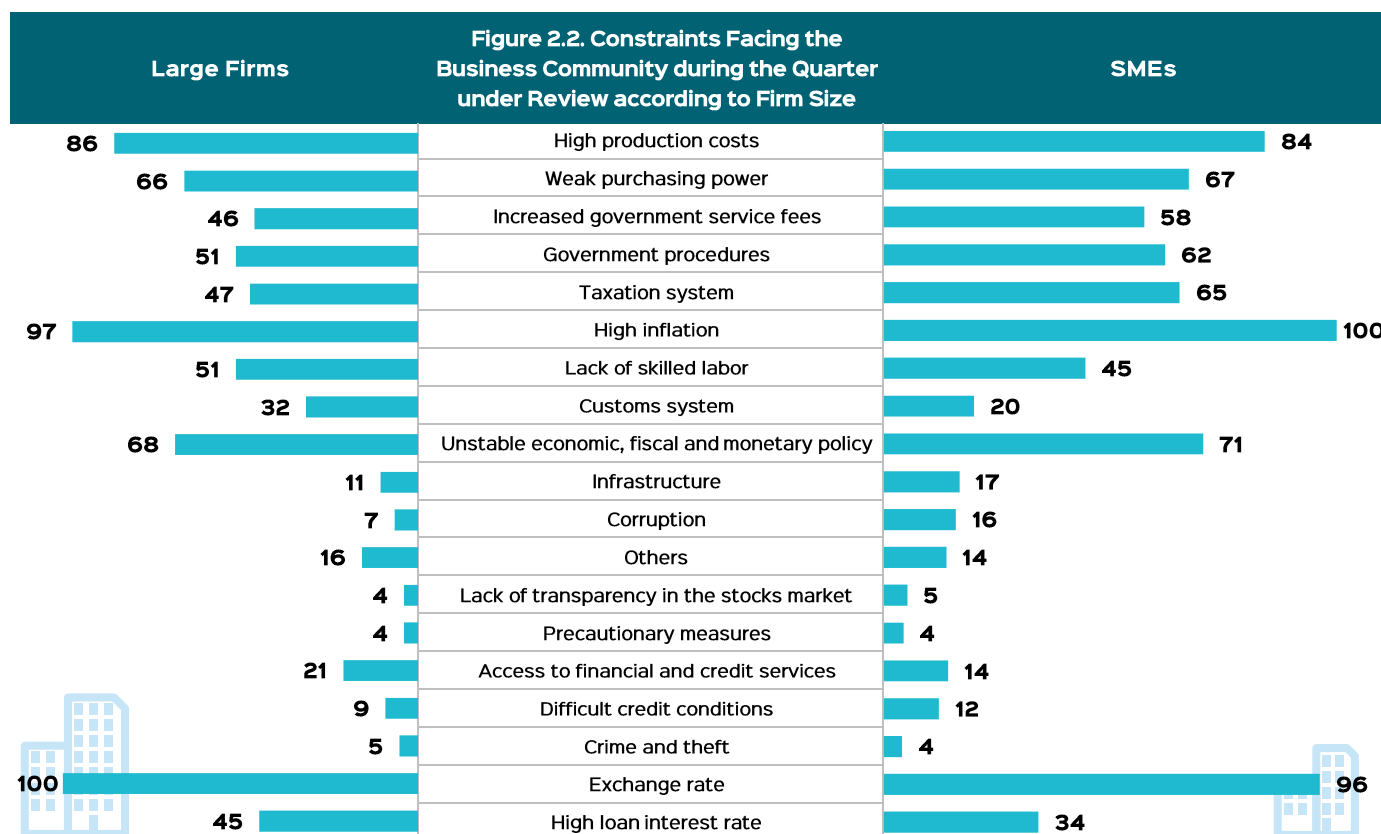 Large Firms
Figure 2.2. Constraints Facing the
Business Community during the Quarter
under Review according to Firm Size
SMEs
86 High production costs 84
66 Weak purchasing power 67
46 Increased government service fees 58
51 Government procedures 62
47 Taxation system 65
97 High inflation 100
51 Lack of skilled labor 45
32 Customs system 20
68 Unstable economic, fiscal and monetary policy 71
11 Infrastructure 17
7 Corruption 16
16 Others 14
4 Lack of transparency in the stocks market 5
4 Precautionary measures 4
21 Access to financial and credit services 14
9 Difficult credit conditions 12
5 Crime and theft 4
100 Exchange rate 96
45 High loan interest rate 34